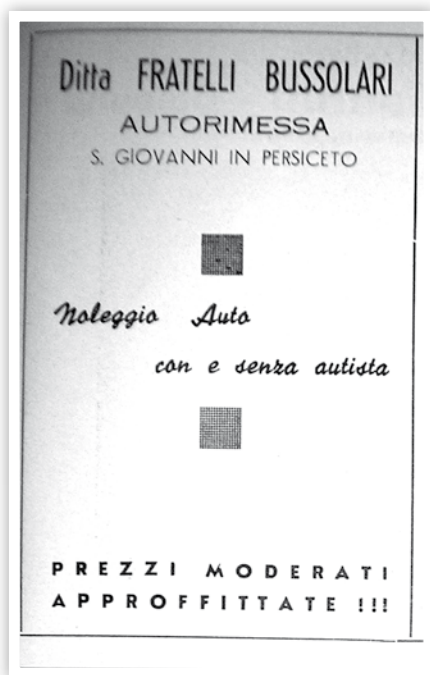 Ditta FRATELLI BUSSOLARI
AUTORIMESSA
S. GIOVANNI IN PERSICETO
Noleggio Auto
con e senza autista
PREZZI MODERATI
APPROFFITTATE !!!